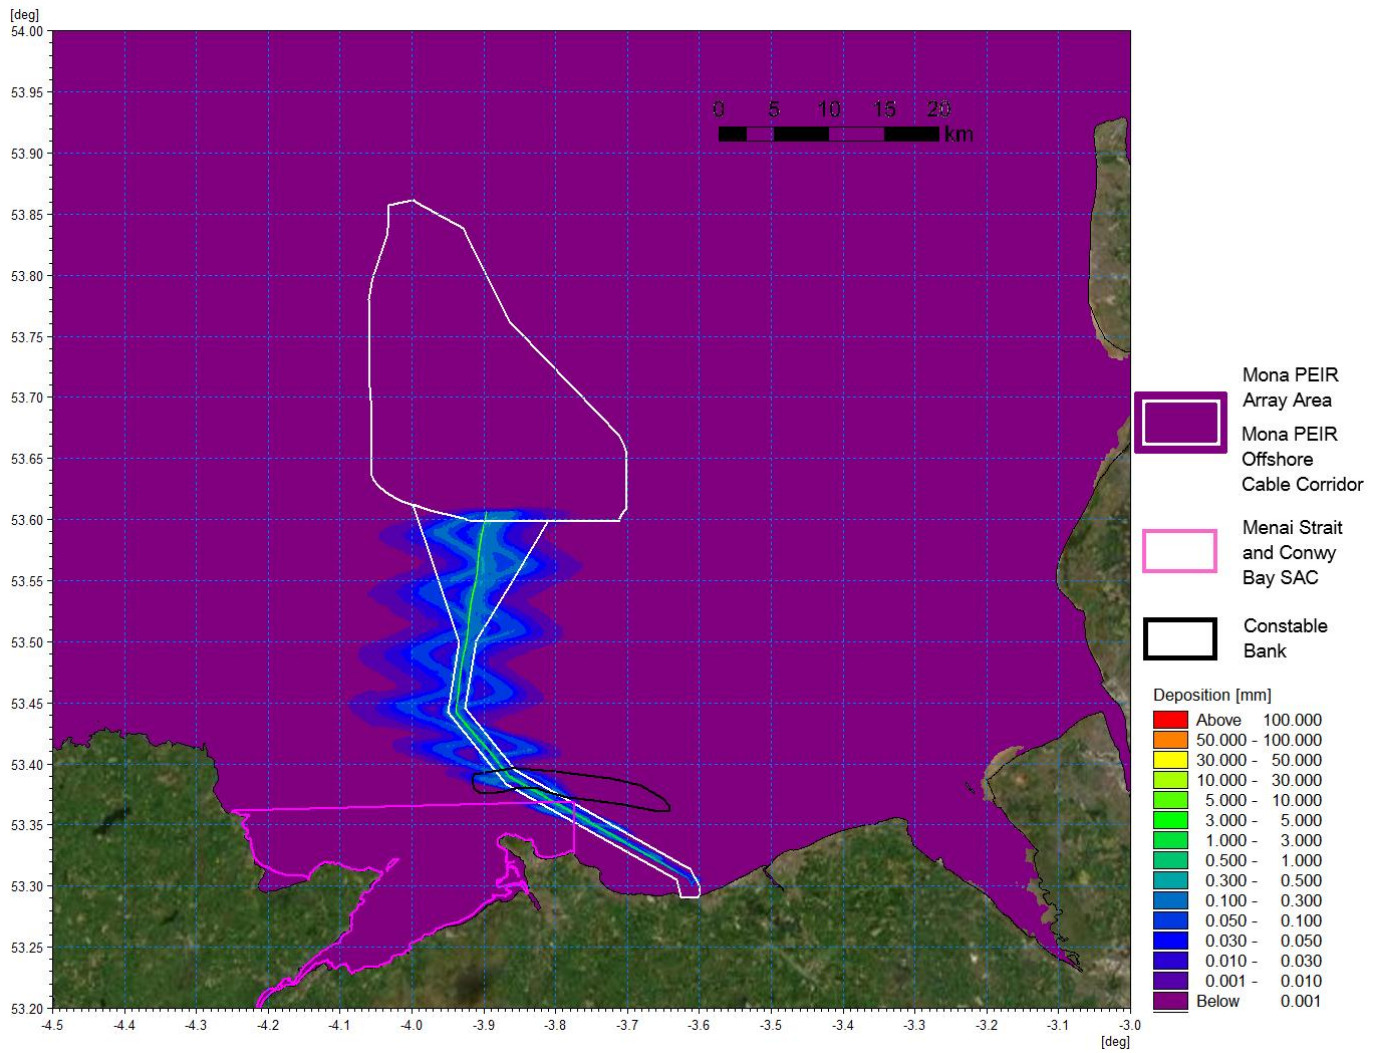 [deg]
54.00
53.95
53.90
53.85
53.80
53.75
53.70
53.65
53.60
53.55
53.50
53.45
53.40
53.35
53.30
53.25
53.20
-4.5 -4.4 -4.3 -4.2 -4.1 -4.0 -3.9 -3.8 -3.7 -3.6 -3.5 -3.4 -3.3 -3.2 -3.1 -3.0
[deg]
0 5 10 15 20
km
Mona PEIR
Array Area
Mona PEIR
Offshore
Cable Corridor
Menai Strait
and Conwy
Bay SAC
Constable
Bank
Deposition [mm]
Above 100.000
50.000 - 100.000
30.000 - 50.000
10.000 - 30.000
5.000 - 10.000
3.000 - 5.000
1.000 - 3.000
0.500 - 1.000
0.300 - 0.500
0.100 - 0.300
0.050 - 0.100
0.030 - 0.050
0.010 - 0.030
0.001 - 0.010
Below 0.001